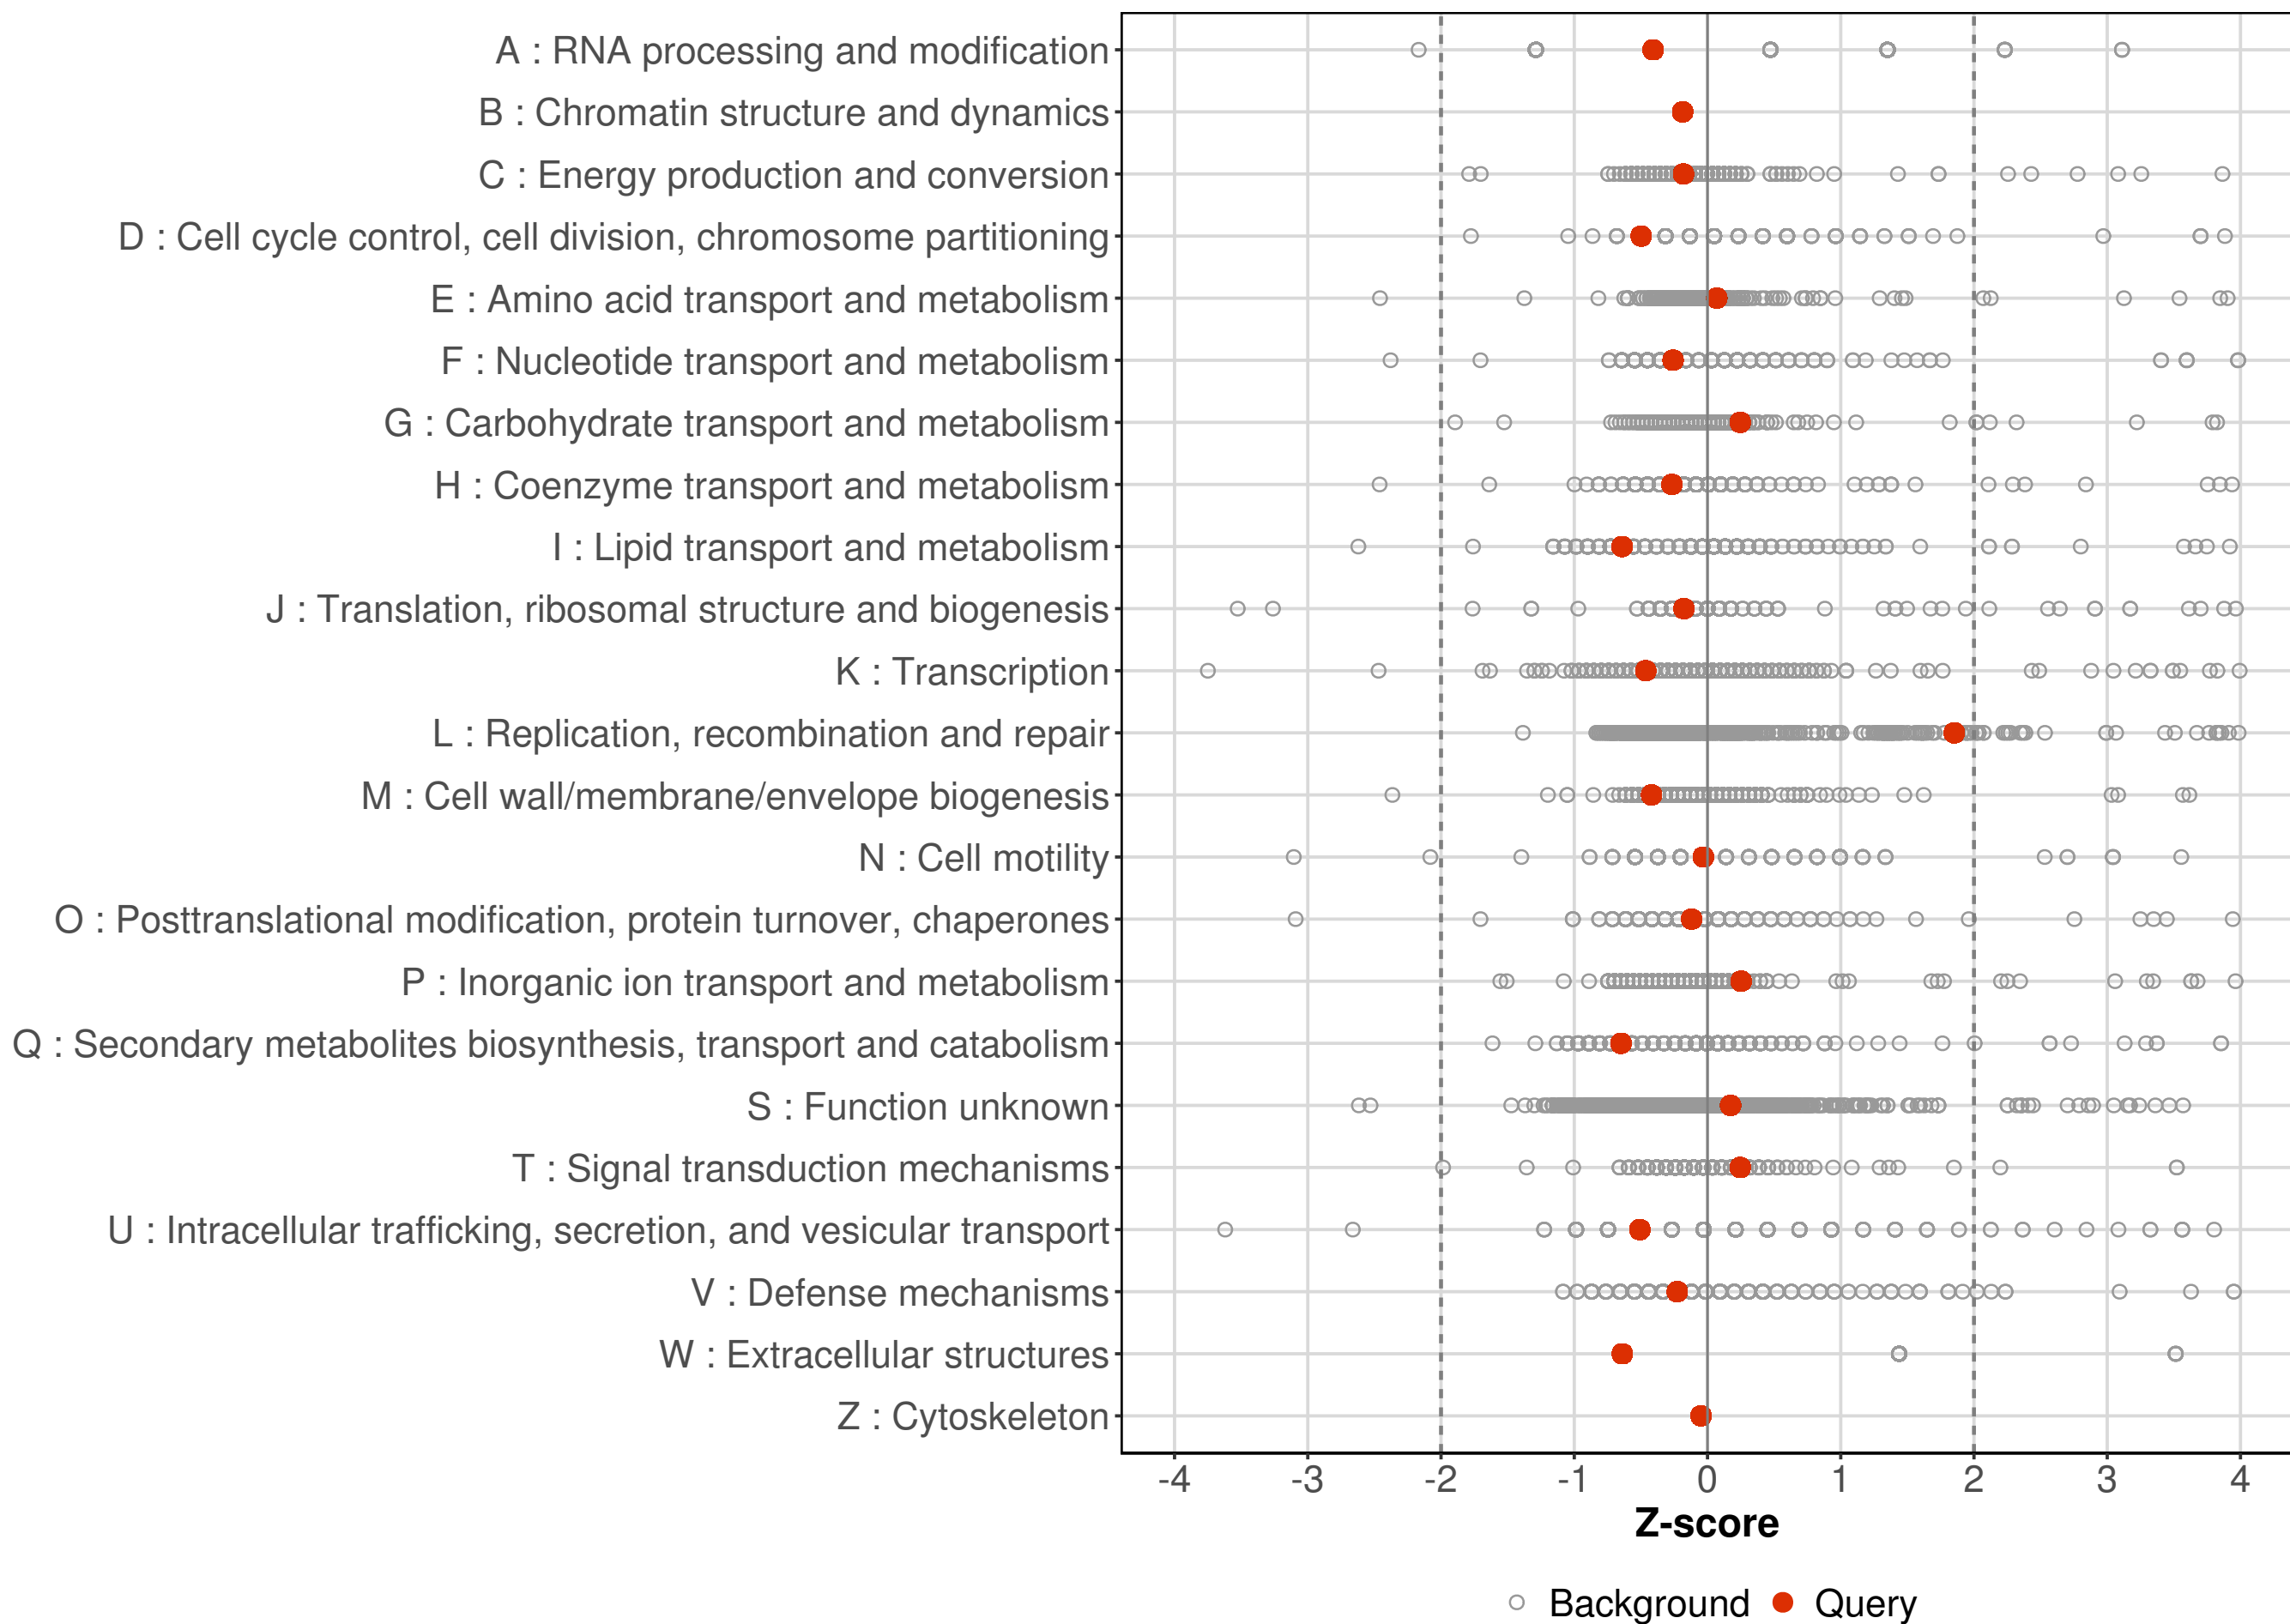 A : RNA processing and modification
B : Chromatin structure and dynamics
C : Energy production and conversion
D : Cell cycle control, cell division, chromosome partitioning
E : Amino acid transport and metabolism
F : Nucleotide transport and metabolism
G : Carbohydrate transport and metabolism
H : Coenzyme transport and metabolism
I : Lipid transport and metabolism
J : Translation, ribosomal structure and biogenesis
K : Transcription
L : Replication, recombination and repair
M : Cell wall/membrane/envelope biogenesis
N : Cell motility
O : Posttranslational modification, protein turnover, chaperones
P : Inorganic ion transport and metabolism
Q : Secondary metabolites biosynthesis, transport and catabolism
S : Function unknown
T : Signal transduction mechanisms
U : Intracellular trafficking, secretion, and vesicular transport
V : Defense mechanisms
W : Extracellular structures
Z : Cytoskeleton
-4 -3 -2 -1 0 1 2 3 4
Z-score
Background Query